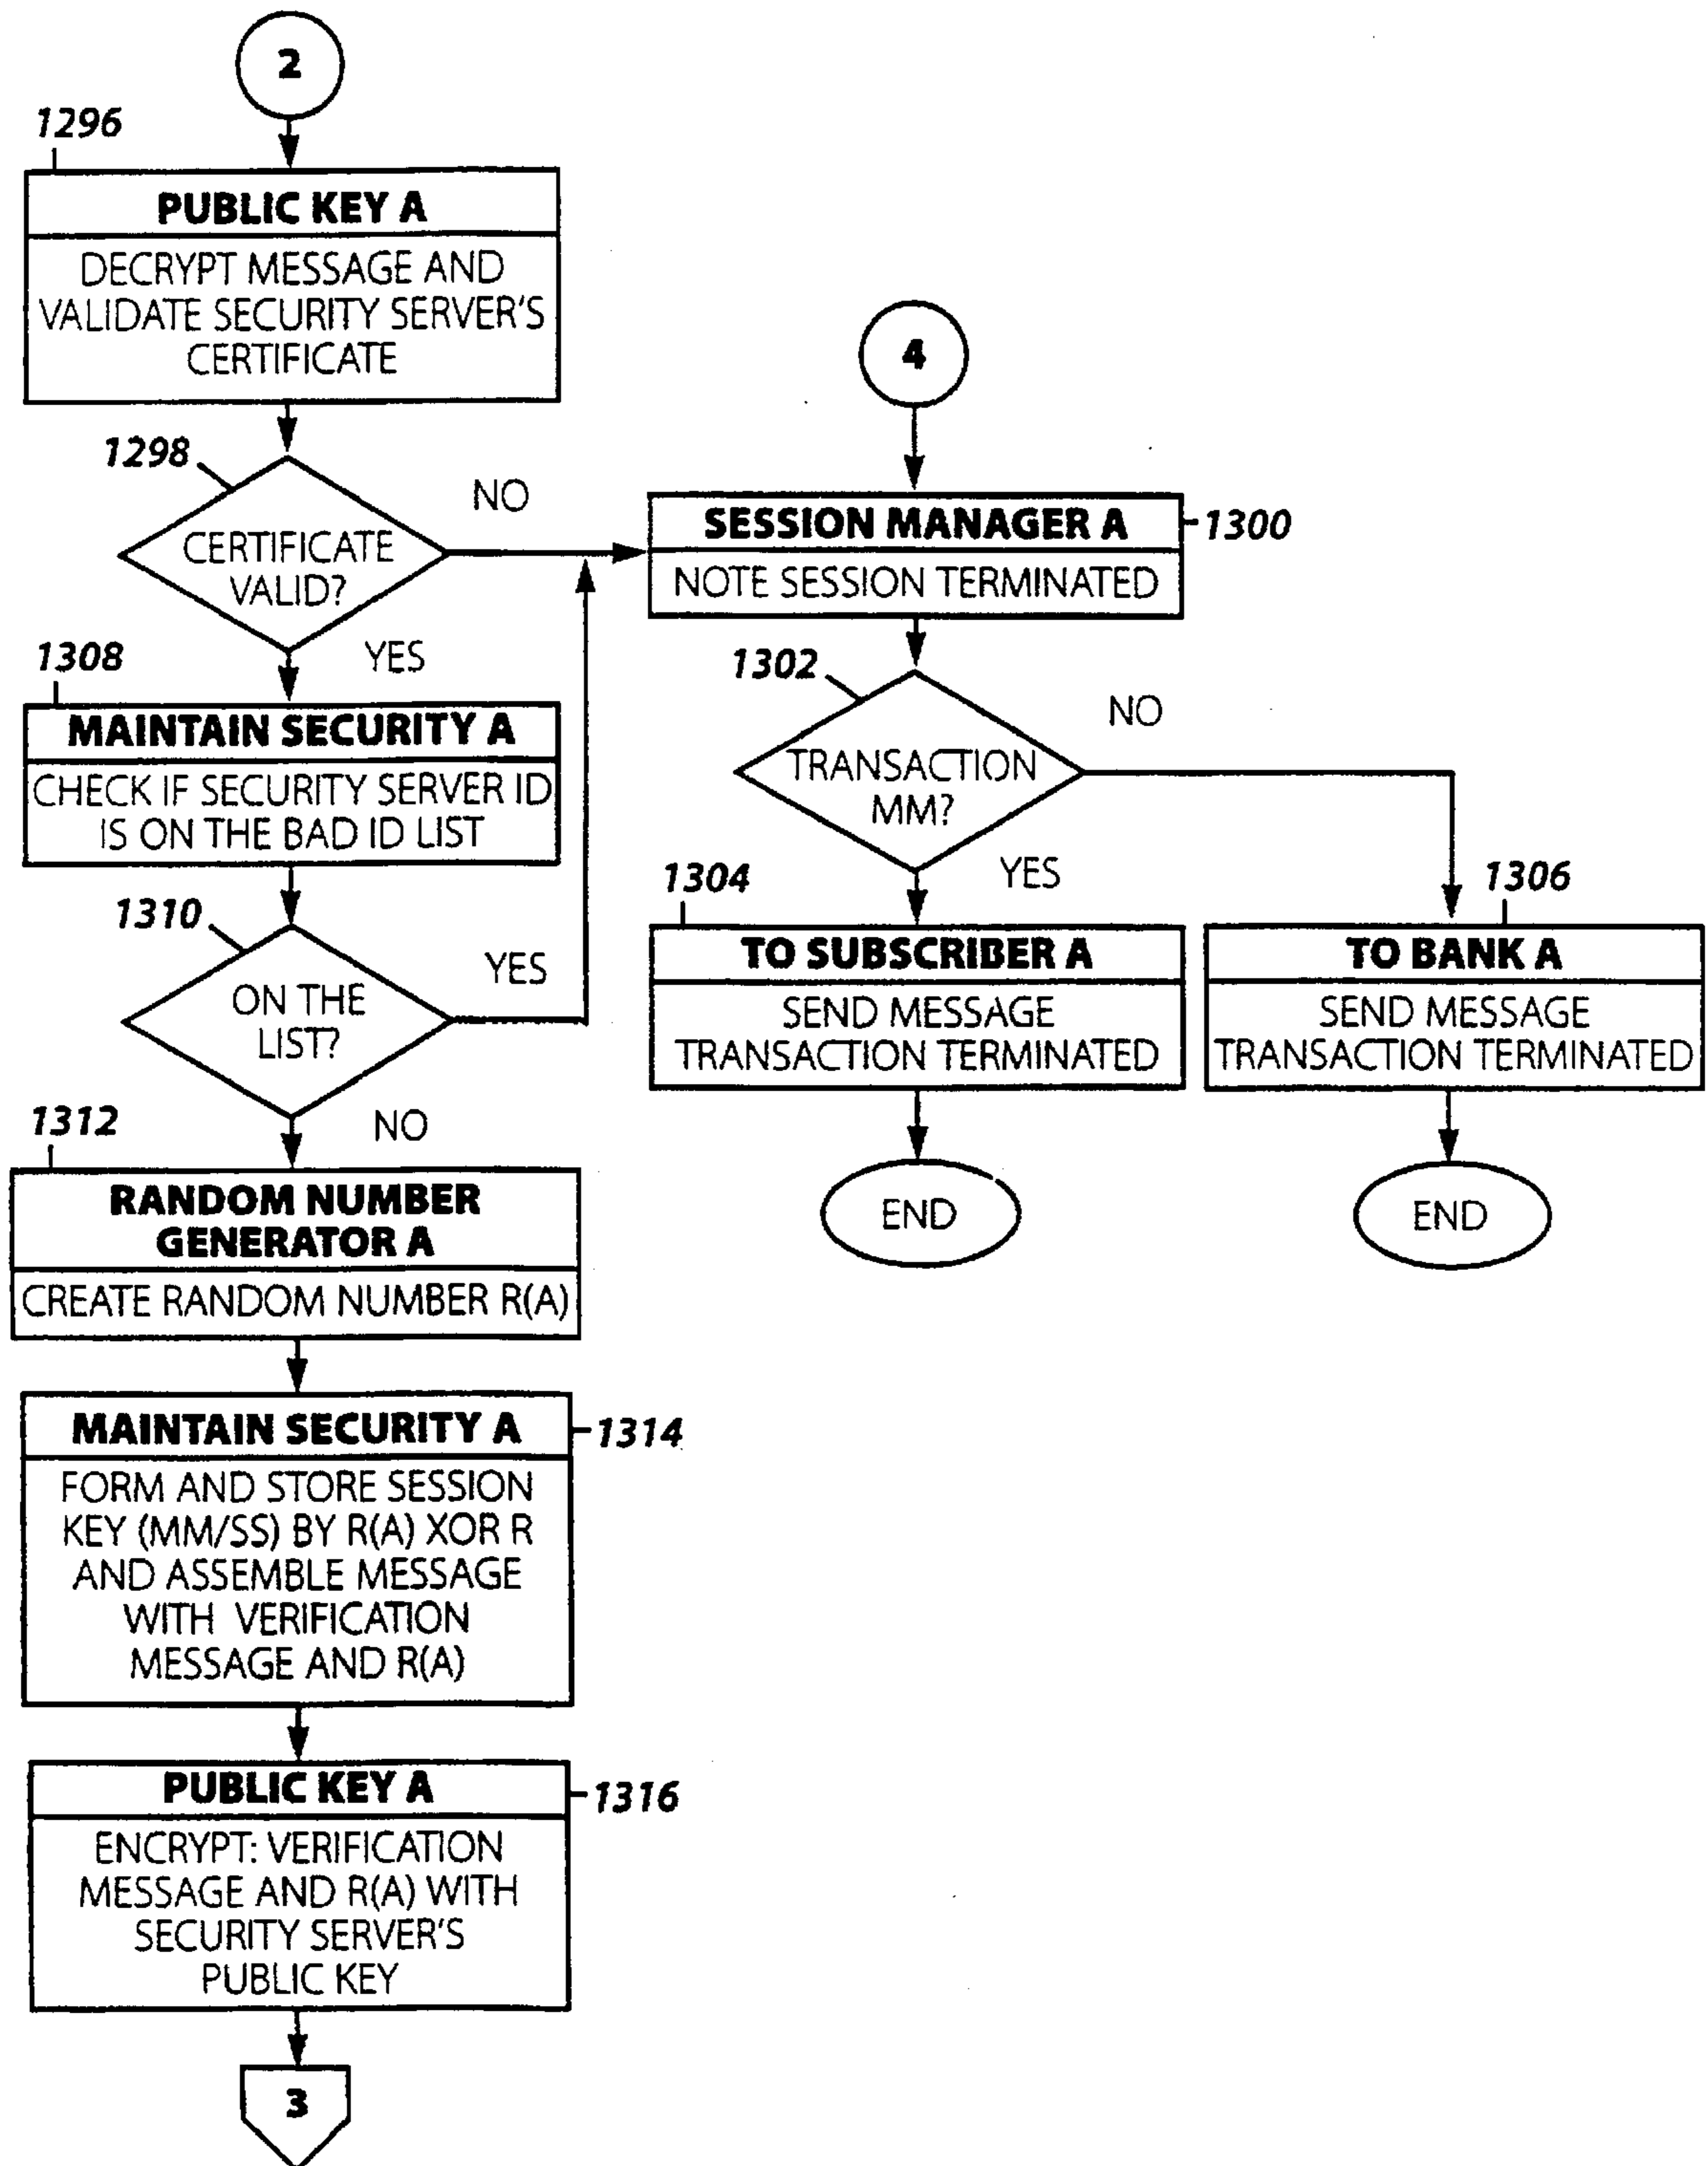 2
1296
PUBLIC KEY A
DECRYPT MESSAGE AND
VALIDATE SECURITY SERVER'S
CERTIFICATE
1298
CERTIFICATE
VALID?
NO
YES
1308
MAINTAIN SECURITY A
CHECK IF SECURITY SERVER ID
IS ON THE BAD ID LIST
1310
ON THE
LIST?
YES
NO
1312
RANDOM NUMBER
GENERATOR A
CREATE RANDOM NUMBER R(A)
MAINTAIN SECURITY A
1314
FORM AND STORE SESSION
KEY (MM/SS) BY R(A) XOR R
AND ASSEMBLE MESSAGE
WITH VERIFICATION
MESSAGE AND R(A)
PUBLIC KEY A
1316
ENCRYPT: VERIFICATION
MESSAGE AND R(A) WITH
SECURITY SERVER'S
PUBLIC KEY
3
4
SESSION MANAGER A
1300
NOTE SESSION TERMINATED
1302
TRANSACTION
MM?
NO
YES
1304
TO SUBSCRIBER A
SEND MESSAGE
TRANSACTION TERMINATED
END
1306
TO BANK A
SEND MESSAGE
TRANSACTION TERMINATED
END